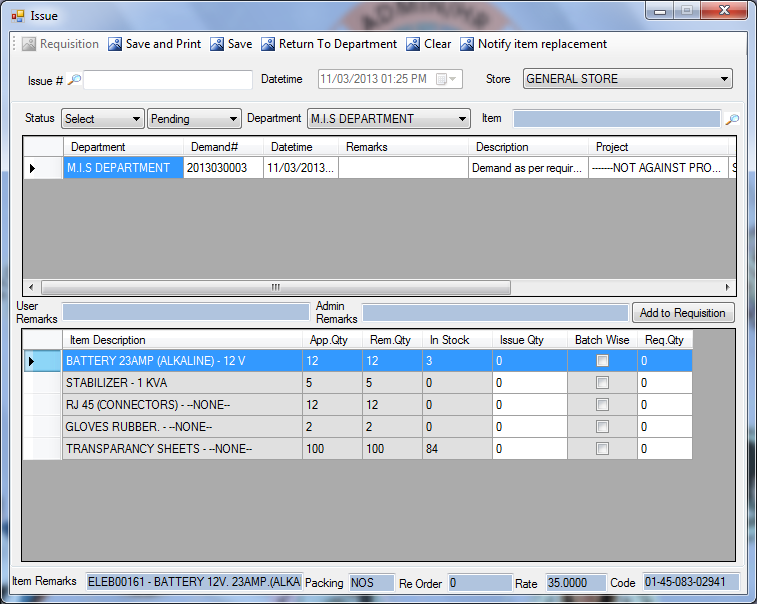 Issue
Requisition Save and Print Save Return To Department Clear Notify item replacement
Issue # Datetime 11/03/2013 01:25 PM Store GENERAL STORE
Status Select Pending Department M.I.S DEPARTMENT Item
Department Demand# Datetime Remarks Description Project
M.I.S DEPARTMENT 2013030003 11/03/2013... Demand as per requir... -------NOT AGAINST PRO...
User Remarks Admin Remarks Add to Requisition
Item Description App.Qty Rem.Qty In Stock Issue Qty Batch Wise Req.Qty
BATTERY 23AMP (ALKALINE) - 12 V 12 12 3 0 0
STABILIZER - 1 KVA 5 5 0 0 0
RJ 45 (CONNECTORS) - --NONE-- 12 12 0 0 0
GLOVES RUBBER. - --NONE-- 2 2 0 0 0
TRANSPARANCY SHEETS - --NONE-- 100 100 84 0 0
Item Remarks ELEB00161 - BATTERY 12V. 23AMP.(ALKA Packing NOS Re Order 0 Rate 35.0000 Code 01-45-083-02941